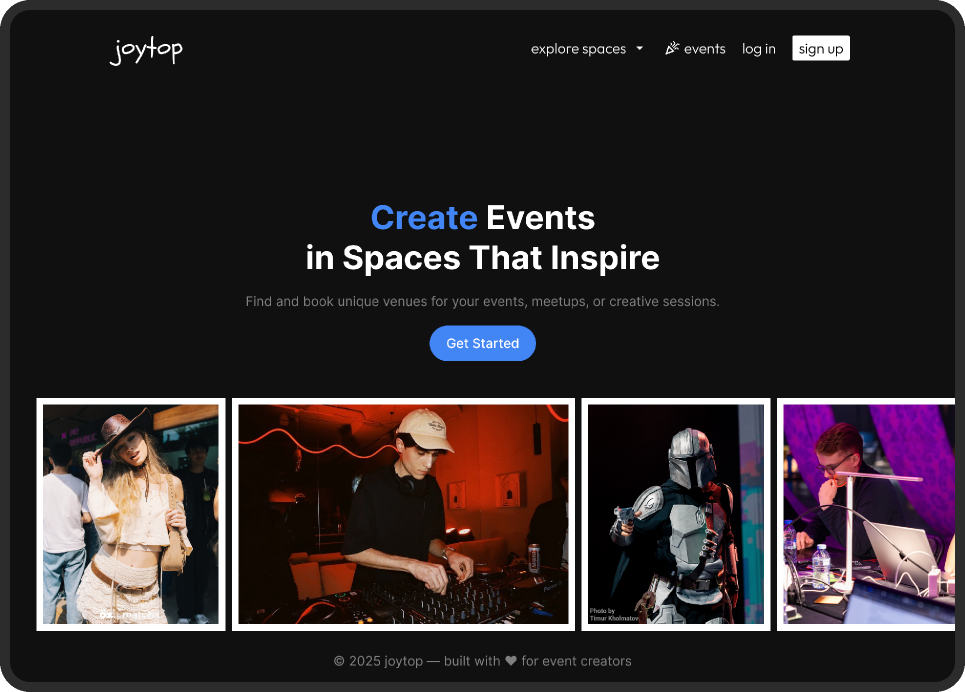 joytop
explore spaces
events
log in
sign up
Create Events
in Spaces That Inspire
Find and book unique venues for your events, meetups, or creative sessions.
Get Started
Photo by
Timur Kholmatov
© 2025 joytop — built with ♥ for event creators